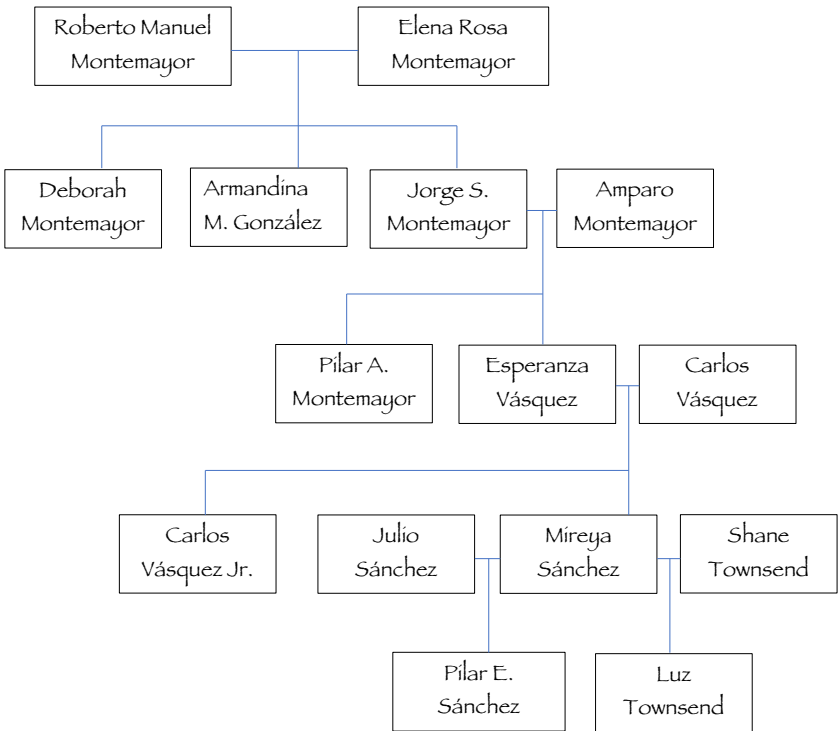 Roberto Manuel
Montemayor
Elena Rosa
Montemayor
Deborah
Montemayor
Armandina
M. González
Jorge S.
Montemayor
Amparo
Montemayor
Pilar A.
Montemayor
Esperanza
Vásquez
Carlos
Vásquez
Carlos
Vásquez Jr.
Julio
Sánchez
Mireya
Sánchez
Shane
Townsend
Pilar E.
Sánchez
Luz
Townsend